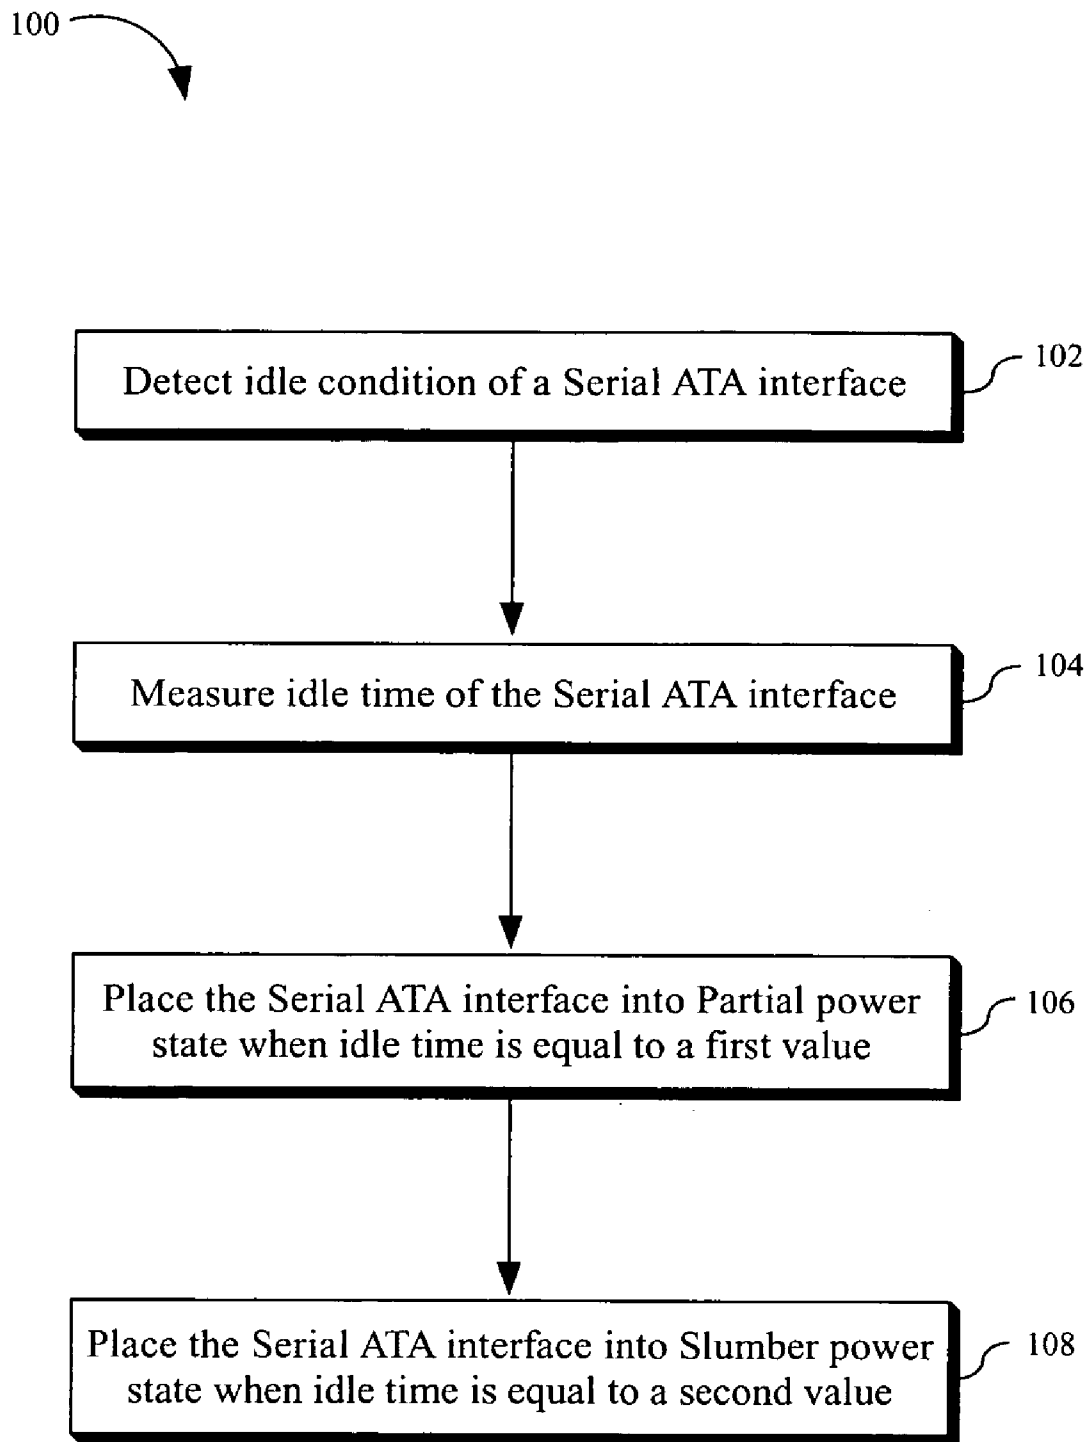 100
Detect idle condition of a Serial ATA interface
102
Measure idle time of the Serial ATA interface
104
Place the Serial ATA interface into Partial power
state when idle time is equal to a first value
106
Place the Serial ATA interface into Slumber power
state when idle time is equal to a second value
108